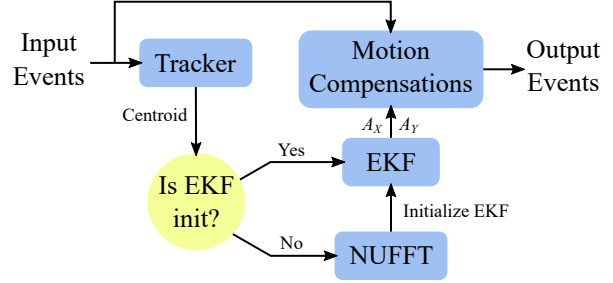 Input
Events
Tracker
Motion
Compensations
Output
Events
Centroid
A_X A_Y
Is EKF
init?
Yes
EKF
Initialize EKF
No
NUFFT